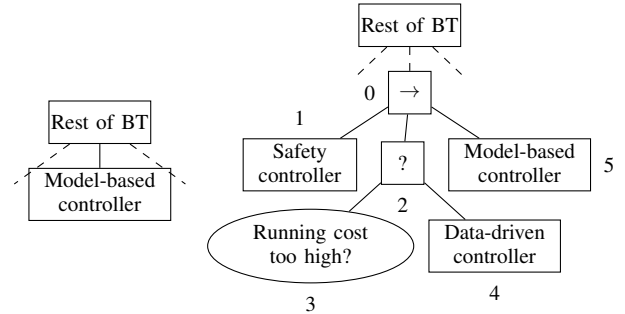 Rest of BT
Model-based
controller
Rest of BT
0
→
1
Safety
controller
?
2
Model-based
controller
5
Running cost
too high?
3
Data-driven
controller
4